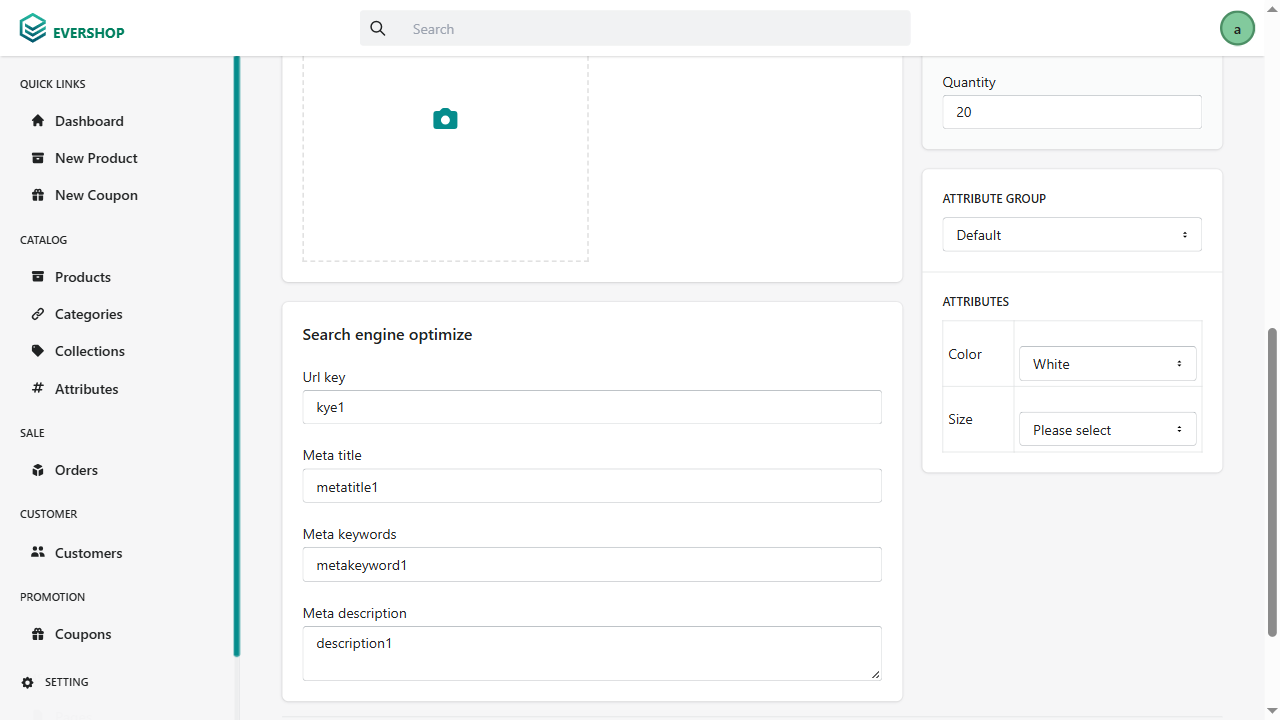 EVERSHOP
Search
a
QUICK LINKS
Dashboard
New Product
New Coupon
CATALOG
Products
Categories
Collections
Attributes
SALE
Orders
CUSTOMER
Customers
PROMOTION
Coupons
SETTING
Search engine optimize
Url key
kye1
Meta title
metatitle1
Meta keywords
metakeyword1
Meta description
description1
Quantity
20
ATTRIBUTE GROUP
Default
ATTRIBUTES
Color
White
Size
Please select